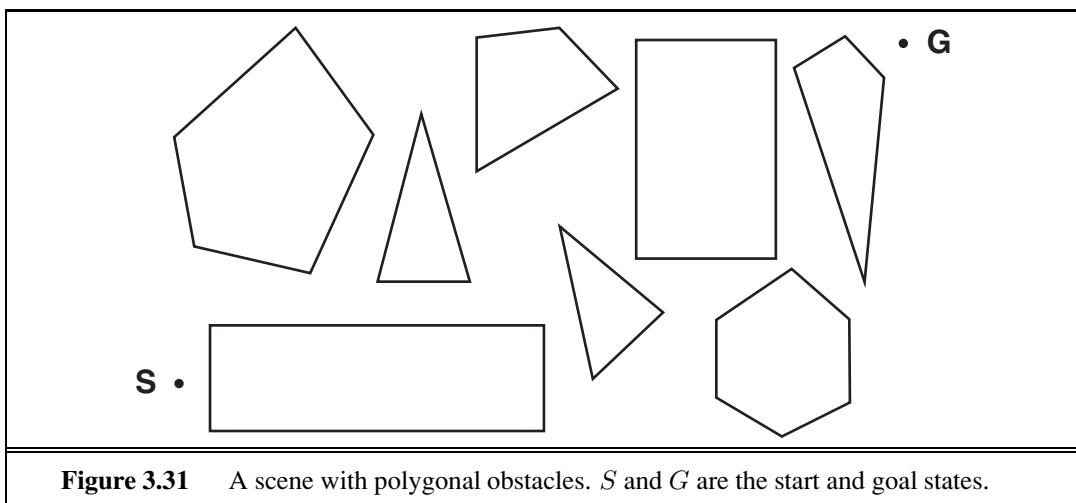 G
S
Figure 3.31 A scene with polygonal obstacles. S and G are the start and goal states.